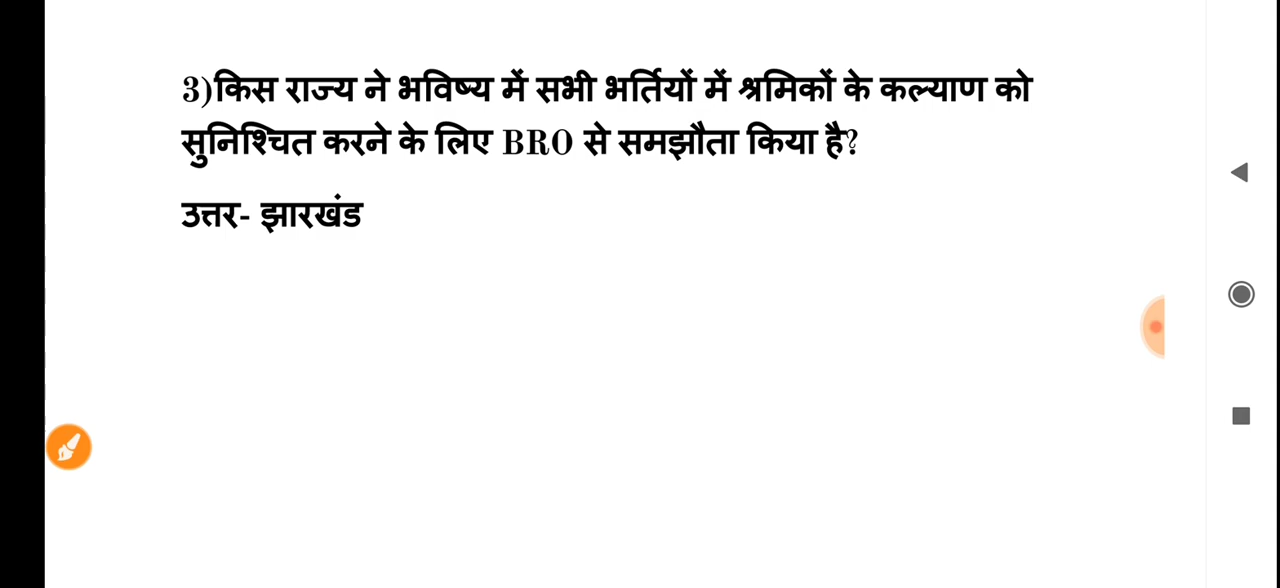 3)किस राज्य ने भविष्य में सभी भर्तियों में श्रमिकों के कल्याण को
सुनिश्चित करने के लिए BRO से समझौता किया है?
उत्तर- झारखंड